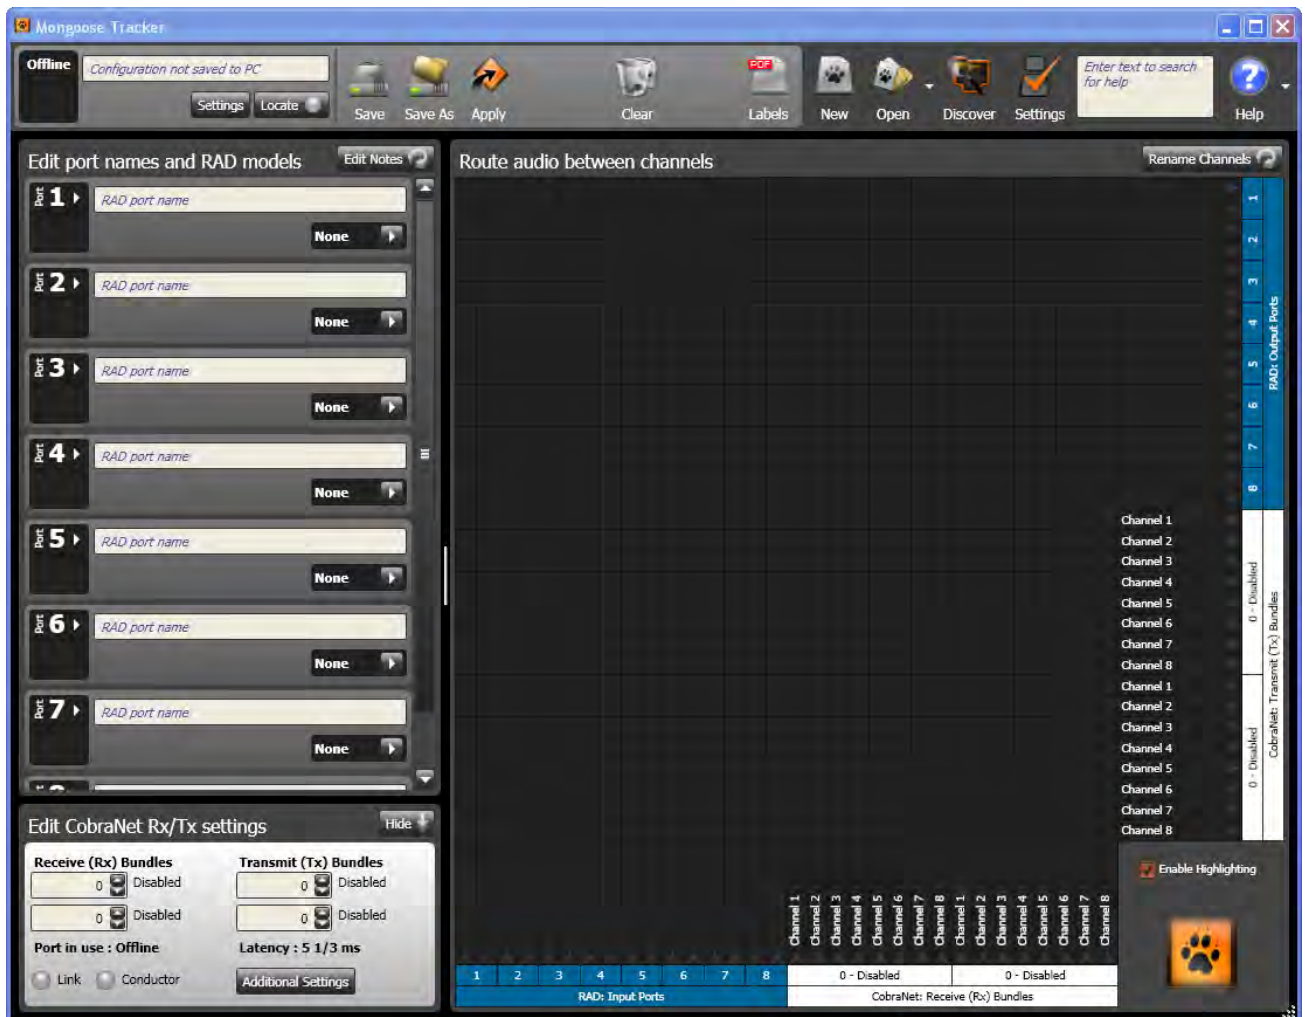 Mongoose Tracker
Offline
Configuration not saved to PC
Settings
Locate
Save
Save As
Apply
Clear
PDF
Labels
New
Open
Discover
Settings
Enter text to search
for help
?
Help
Edit port names and RAD models
Edit Notes
Port 1
RAD port name
None
Port 2
RAD port name
None
Port 3
RAD port name
None
Port 4
RAD port name
None
Port 5
RAD port name
None
Port 6
RAD port name
None
Port 7
RAD port name
None
Edit CobraNet Rx/Tx settings
Hide
Receive (Rx) Bundles
Transmit (Tx) Bundles
0 Disabled
0 Disabled
0 Disabled
0 Disabled
Port in use : Offline
Latency : 5 1/3 ms
Link
Conductor
Additional Settings
Route audio between channels
Rename Channels
1
2
3
4
5
6
7
8
RAD: Output Ports
Channel 1
Channel 2
Channel 3
Channel 4
Channel 5
Channel 6
Channel 7
Channel 8
0 - Disabled
Channel 1
Channel 2
Channel 3
Channel 4
Channel 5
Channel 6
Channel 7
Channel 8
0 - Disabled
CobraNet: Transmit (Tx) Bundles
Enable Highlighting
Channel 1
Channel 2
Channel 3
Channel 4
Channel 5
Channel 6
Channel 7
Channel 8
Channel 1
Channel 2
Channel 3
Channel 4
Channel 5
Channel 6
Channel 7
Channel 8
1 2 3 4 5 6 7 8
0 - Disabled
0 - Disabled
RAD: Input Ports
CobraNet: Receive (Rx) Bundles